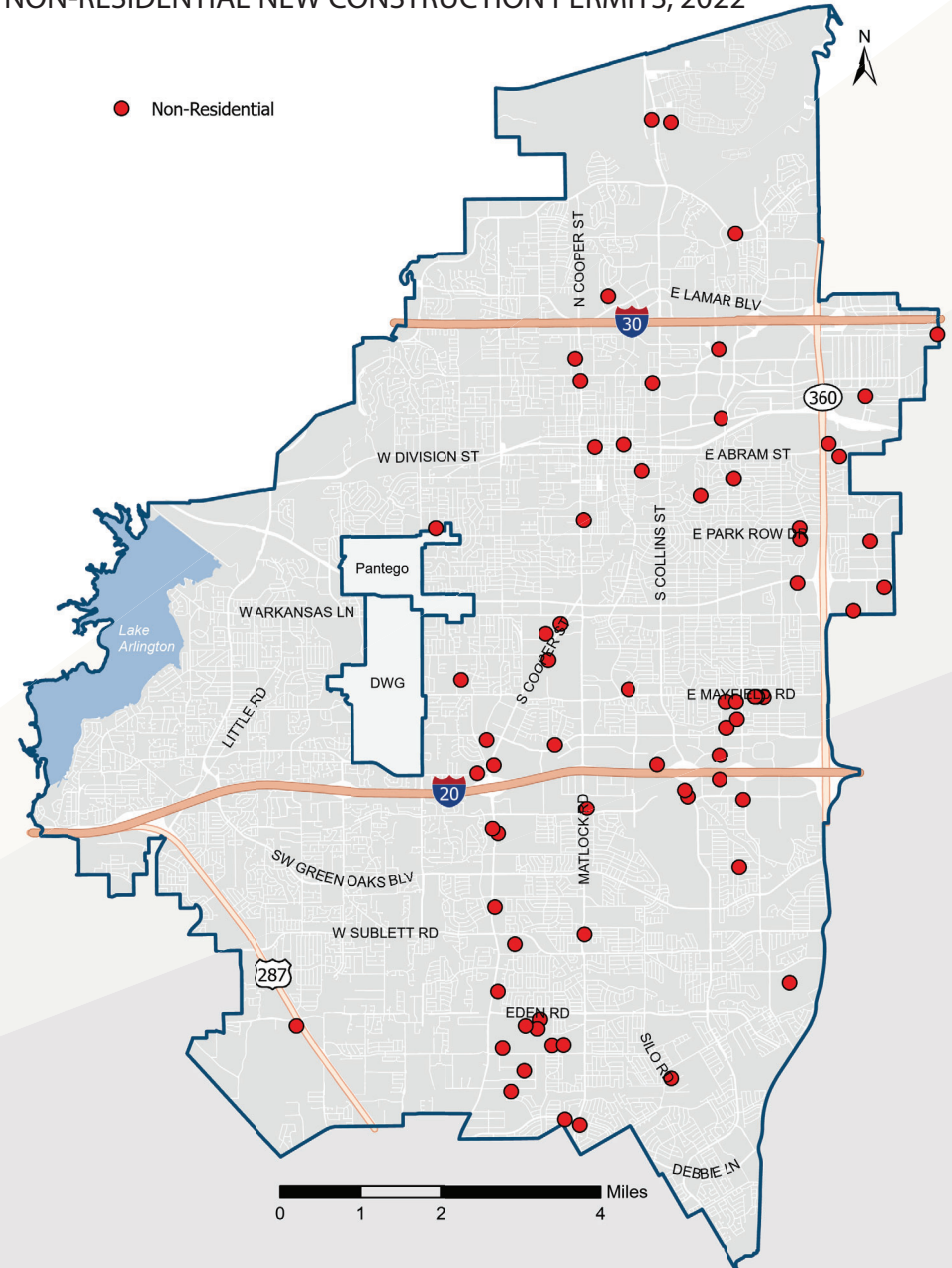 NON-RESIDENTIAL NEW CONSTRUCTION PERMITS, 2022
N
Non-Residential
N COOPER ST
E LAMAR BLV
30
360
W DIVISION ST
E ABRAM ST
S COLLINS ST
E PARK ROW DR
Pantego
W ARKANSAS LN
Lake
Arlington
S COOPER ST
DWG
E MAYFIELD RD
LITTLE RD
20
MATLOCK RD
SW GREEN OAKS BLV
W SUBLETT RD
287
EDEN RD
SILO RD
DEBBIE LN
Miles
0 1 2 4